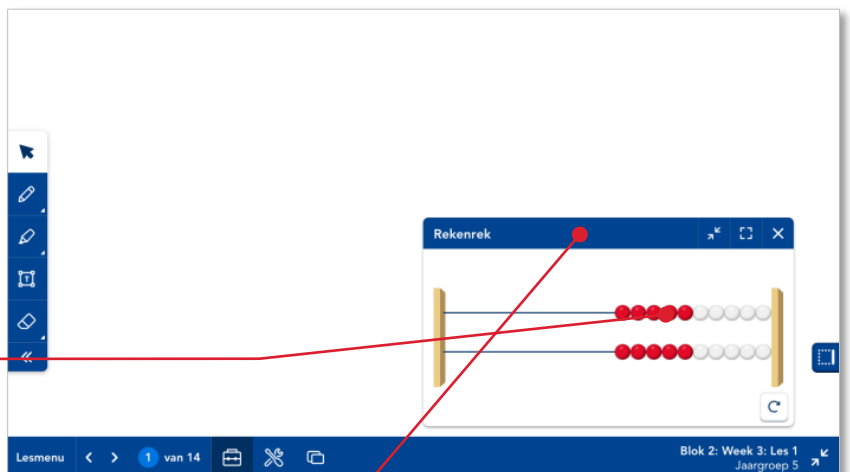 T
Rekenrek
Lesmenu
1 van 14
Blok 2: Week 3: Les 1
Jaargroep 5